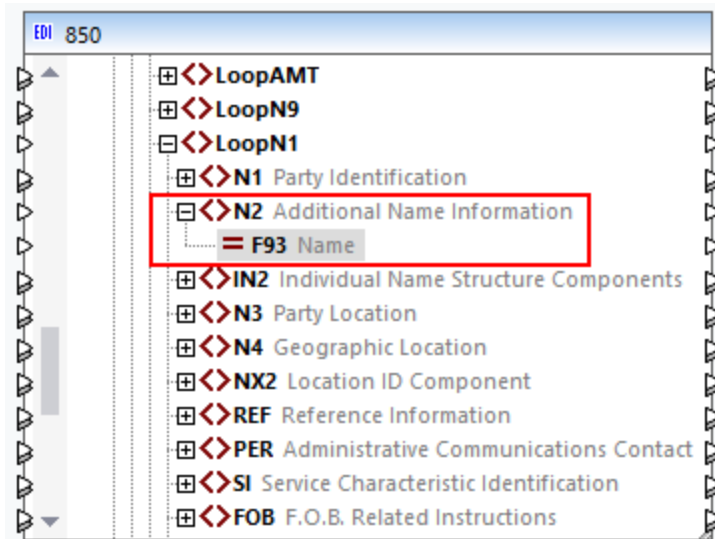 EDI 850
LoopAMT
LoopN9
LoopN1
N1 Party Identification
N2 Additional Name Information
= F93 Name
IN2 Individual Name Structure Components
N3 Party Location
N4 Geographic Location
NX2 Location ID Component
REF Reference Information
PER Administrative Communications Contact
SI Service Characteristic Identification
FOB F.O.B. Related Instructions